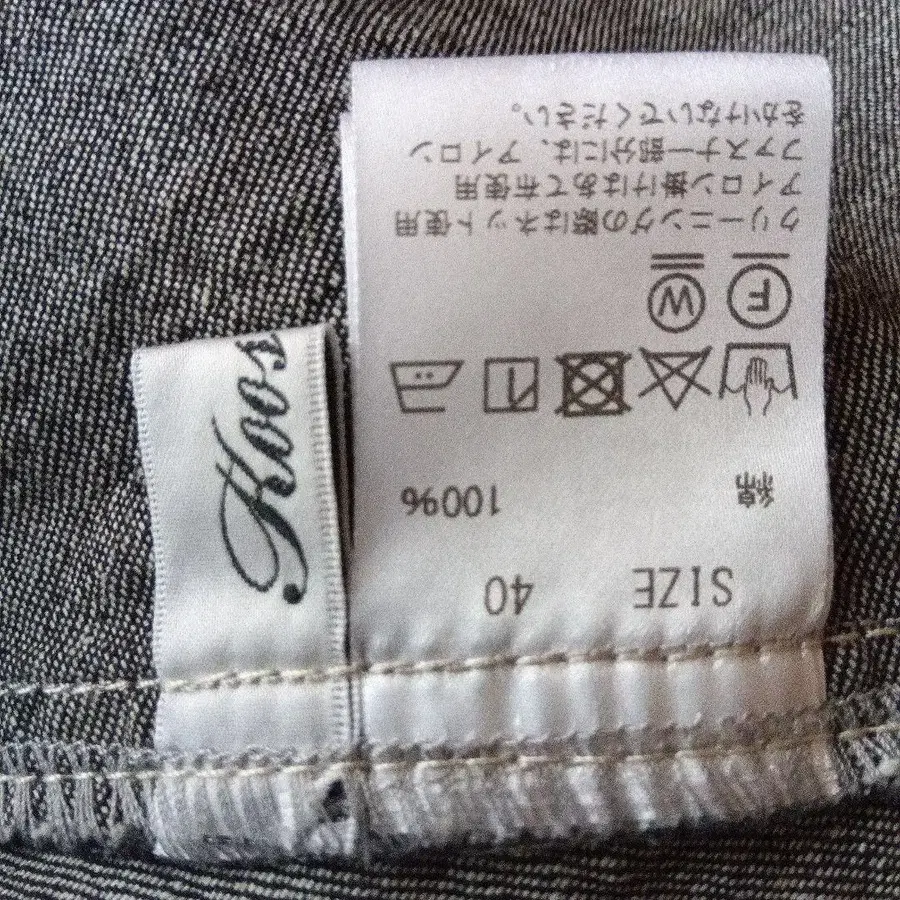 SIZE 40
綿 100%
F W
クリーニングの際はネット使用
アイロン掛けはあて布使用
ファスナー部分には、アイロン
をかけないでください。
Koos